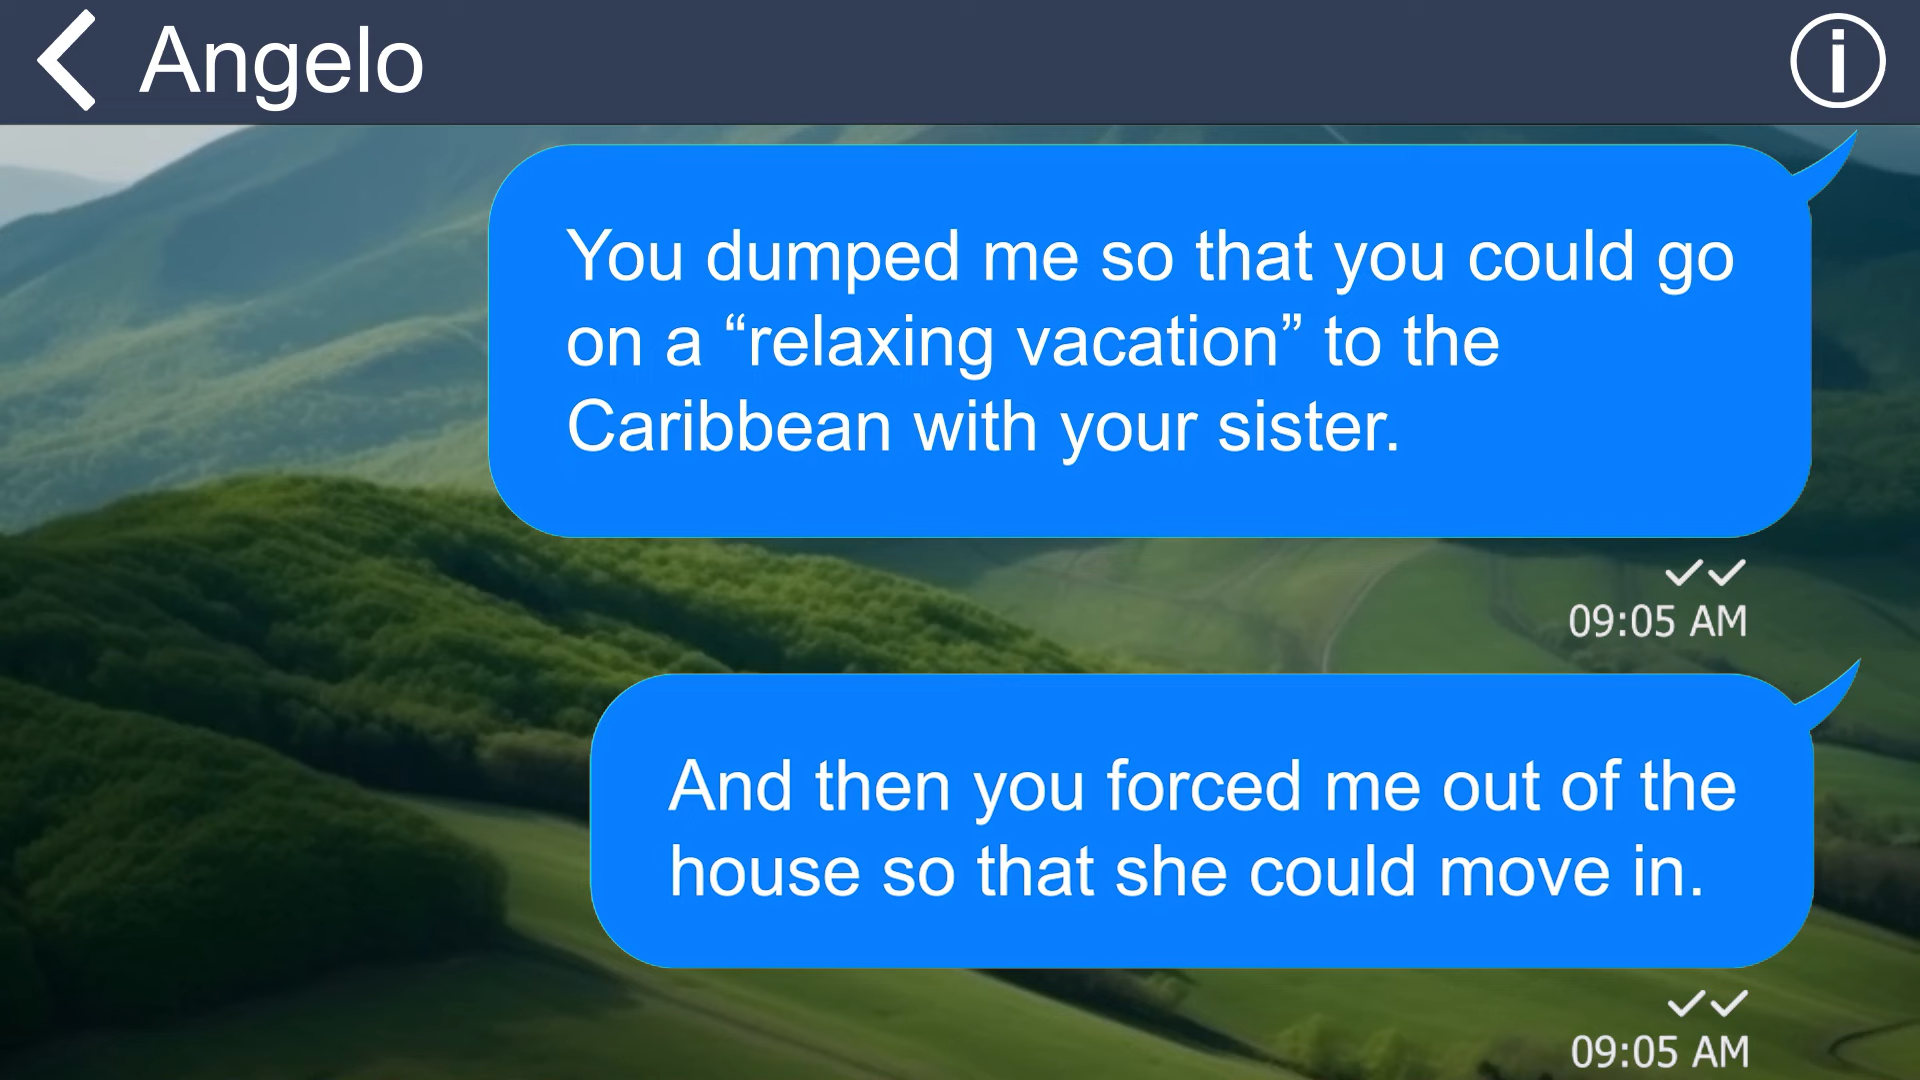 Angelo
You dumped me so that you could go
on a “relaxing vacation” to the
Caribbean with your sister.
09:05 AM
And then you forced me out of the
house so that she could move in.
09:05 AM